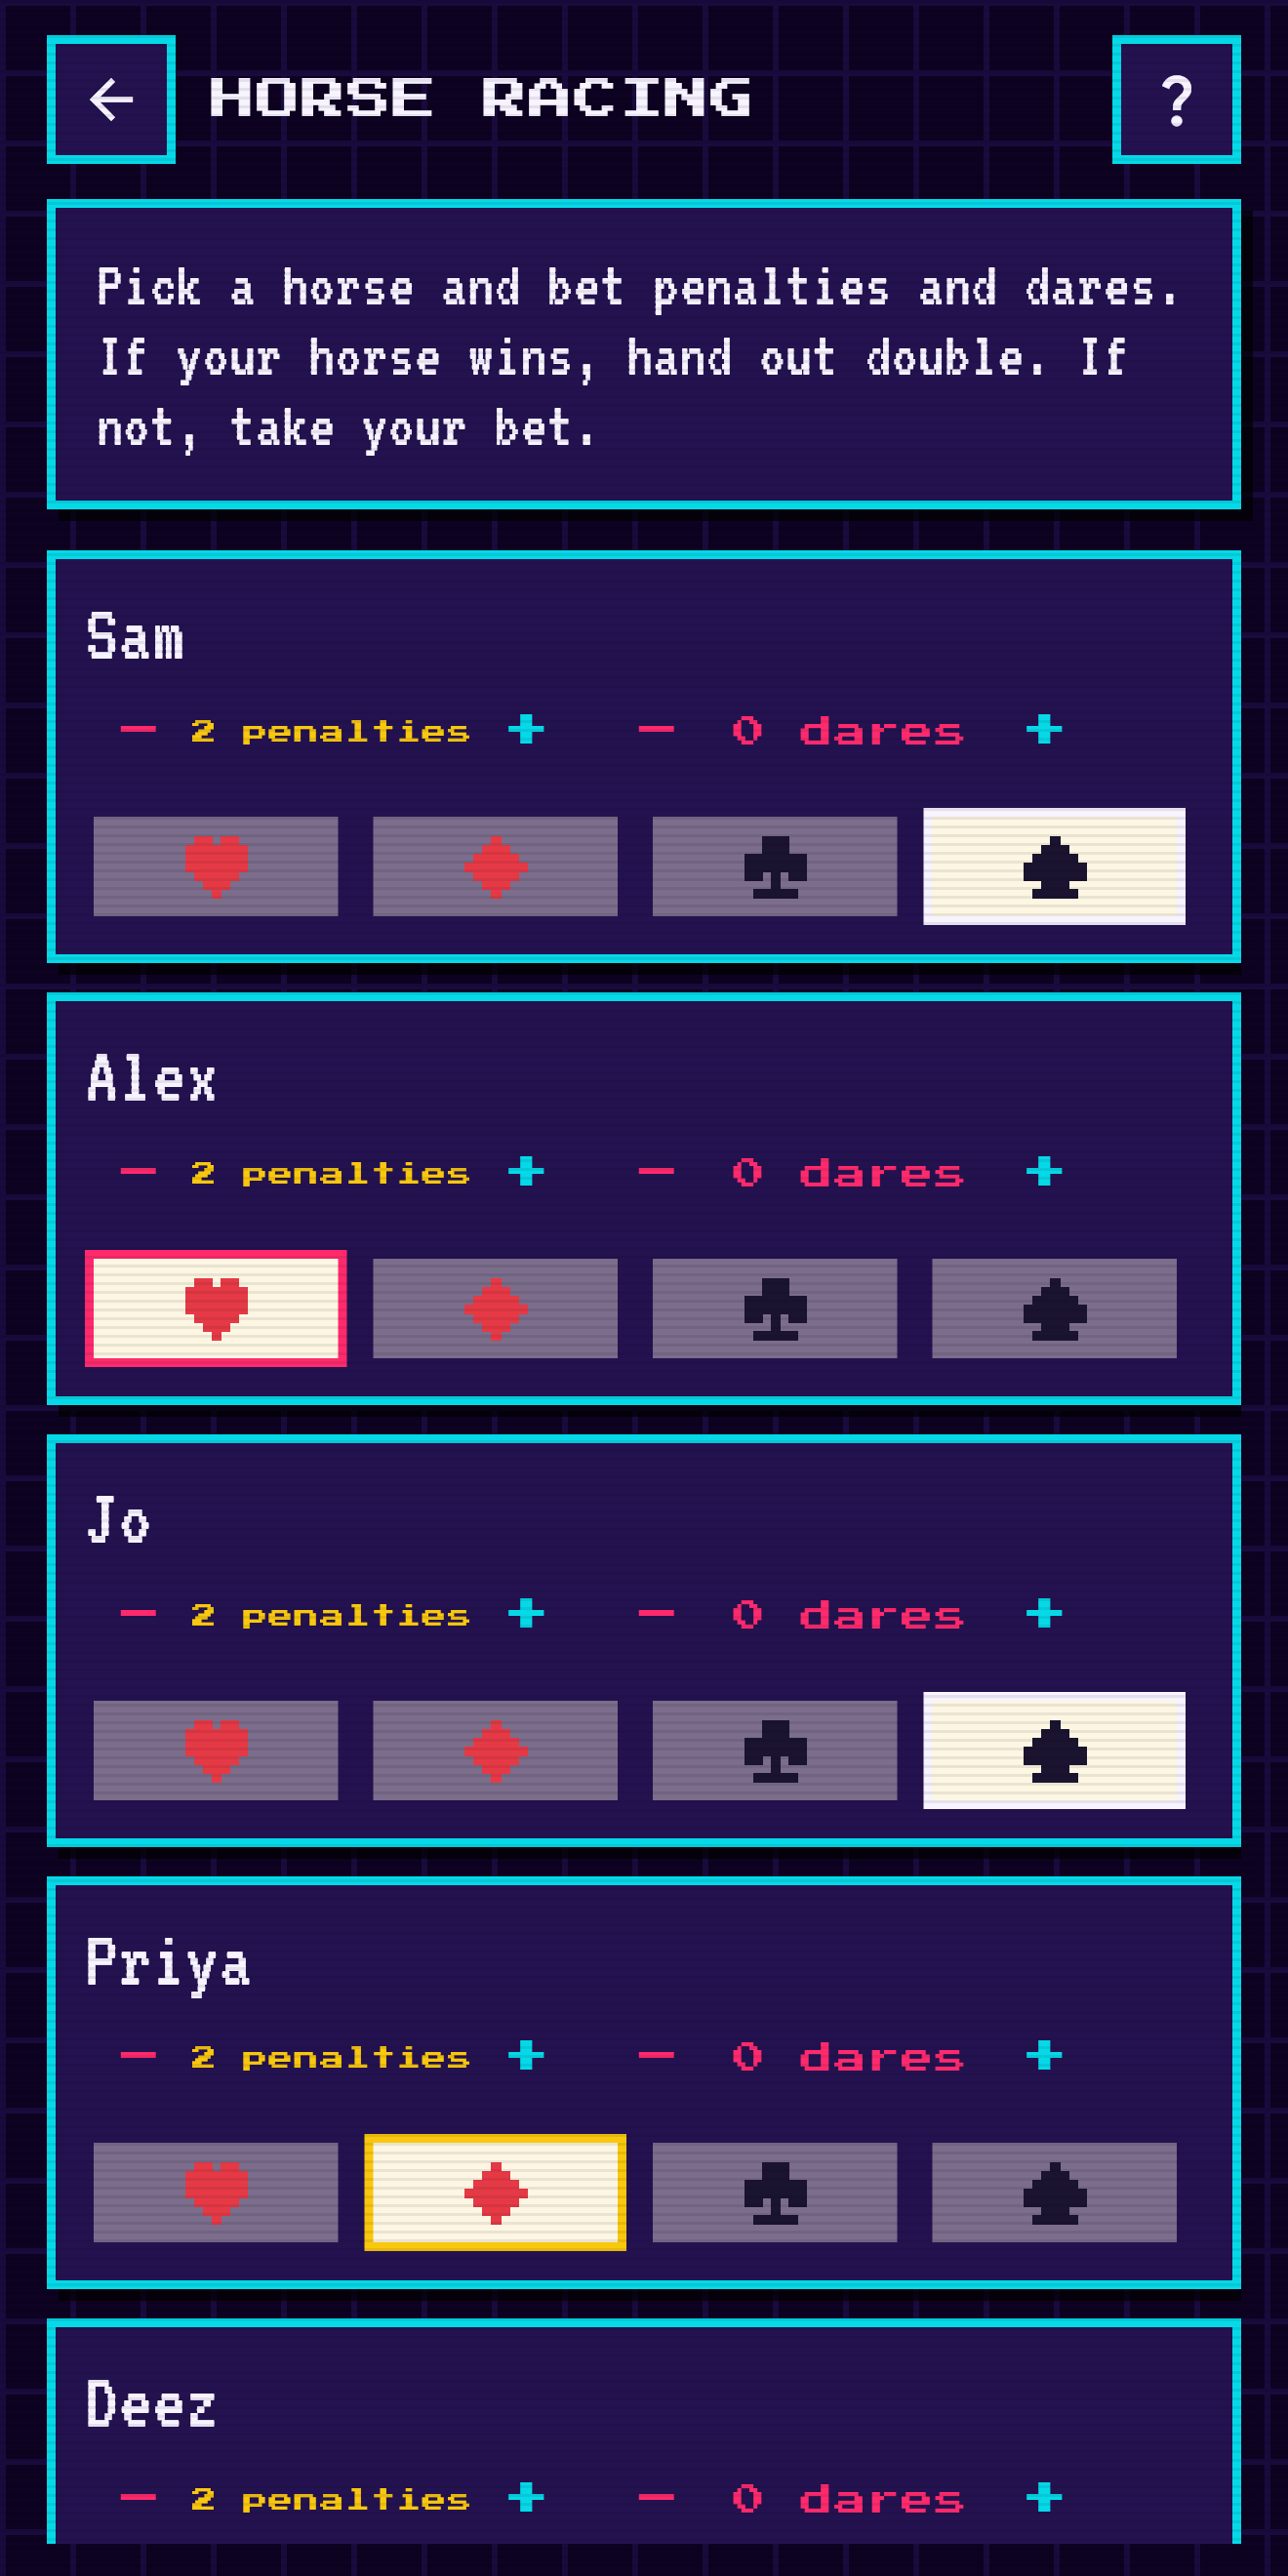 HORSE RACING
?
Pick a horse and bet penalties and dares.
If your horse wins, hand out double. If
not, take your bet.
Sam
− 2 penalties + − 0 dares +
Alex
− 2 penalties + − 0 dares +
Jo
− 2 penalties + − 0 dares +
Priya
− 2 penalties + − 0 dares +
Deez
− 2 penalties + − 0 dares +